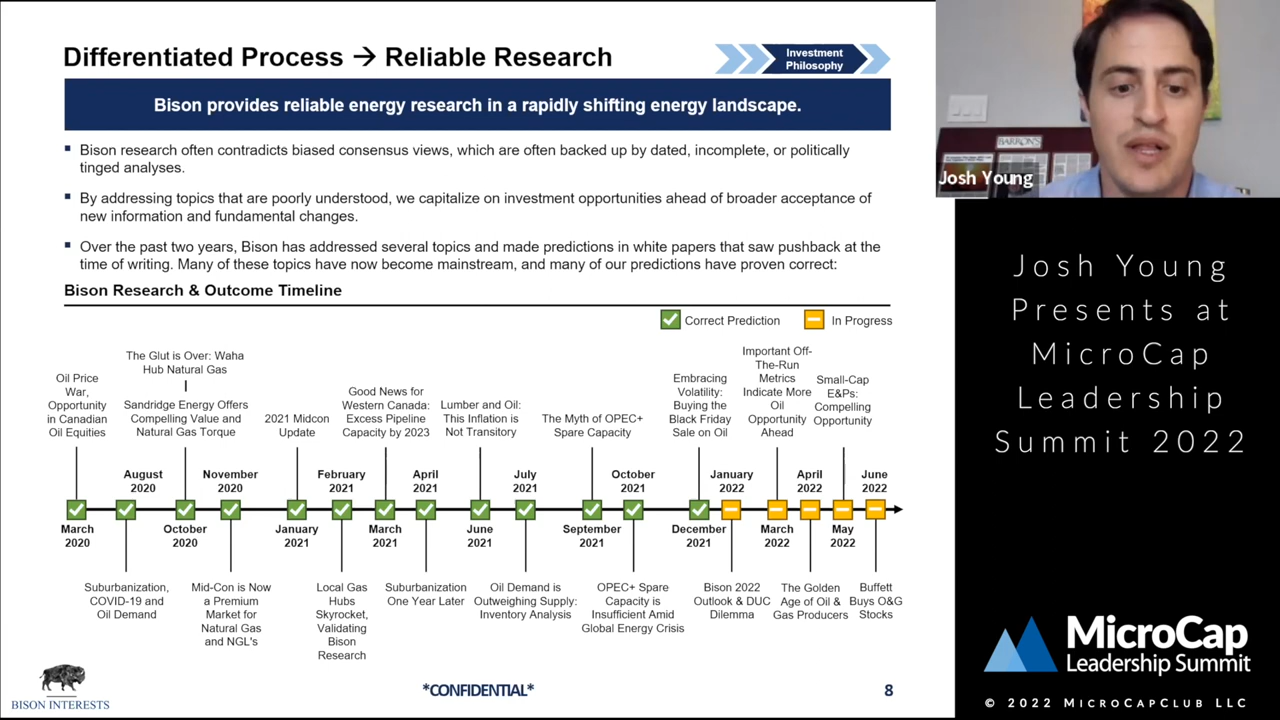 Differentiated Process → Reliable Research
Investment
Philosophy
Bison provides reliable energy research in a rapidly shifting energy landscape.
▪ Bison research often contradicts biased consensus views, which are often backed up by dated, incomplete, or politically
tinged analyses.
▪ By addressing topics that are poorly understood, we capitalize on investment opportunities ahead of broader acceptance of
new information and fundamental changes.
▪ Over the past two years, Bison has addressed several topics and made predictions in white papers that saw pushback at the
time of writing. Many of these topics have now become mainstream, and many of our predictions have proven correct:
Bison Research & Outcome Timeline
Correct Prediction
In Progress
Oil Price
War,
Opportunity
in Canadian
Oil Equities
The Glut is Over: Waha
Hub Natural Gas
Sandridge Energy Offers
Compelling Value and
Natural Gas Torque
2021 Midcon
Update
Good News for
Western Canada:
Excess Pipeline
Capacity by 2023
Lumber and Oil:
This Inflation is
Not Transitory
The Myth of OPEC+
Spare Capacity
Embracing
Volatility:
Buying the
Black Friday
Sale on Oil
Important Off-
The-Run
Metrics
Indicate More
Oil
Opportunity
Ahead
Small-Cap
E&Ps:
Compelling
Opportunity
August
2020
November
2020
February
2021
April
2021
July
2021
October
2021
January
2022
April
2022
June
2022
March
2020
October
2020
January
2021
March
2021
June
2021
September
2021
December
2021
March
2022
May
2022
Suburbanization,
COVID-19 and
Oil Demand
Mid-Con is Now
a Premium
Market for
Natural Gas
and NGL's
Local Gas
Hubs
Skyrocket,
Validating
Bison
Research
Suburbanization
One Year Later
Oil Demand is
Outweighing Supply:
Inventory Analysis
OPEC+ Spare
Capacity is
Insufficient Amid
Global Energy Crisis
Bison 2022
Outlook & DUC
Dilemma
The Golden
Age of Oil &
Gas Producers
Buffett
Buys O&G
Stocks
BISON INTERESTS
*CONFIDENTIAL*
8
BARRON'S
Josh Young
Josh Young
Presents at
MicroCap
Leadership
Summit 2022
MicroCap
Leadership Summit
© 2022 MICROCAPCLUB LLC